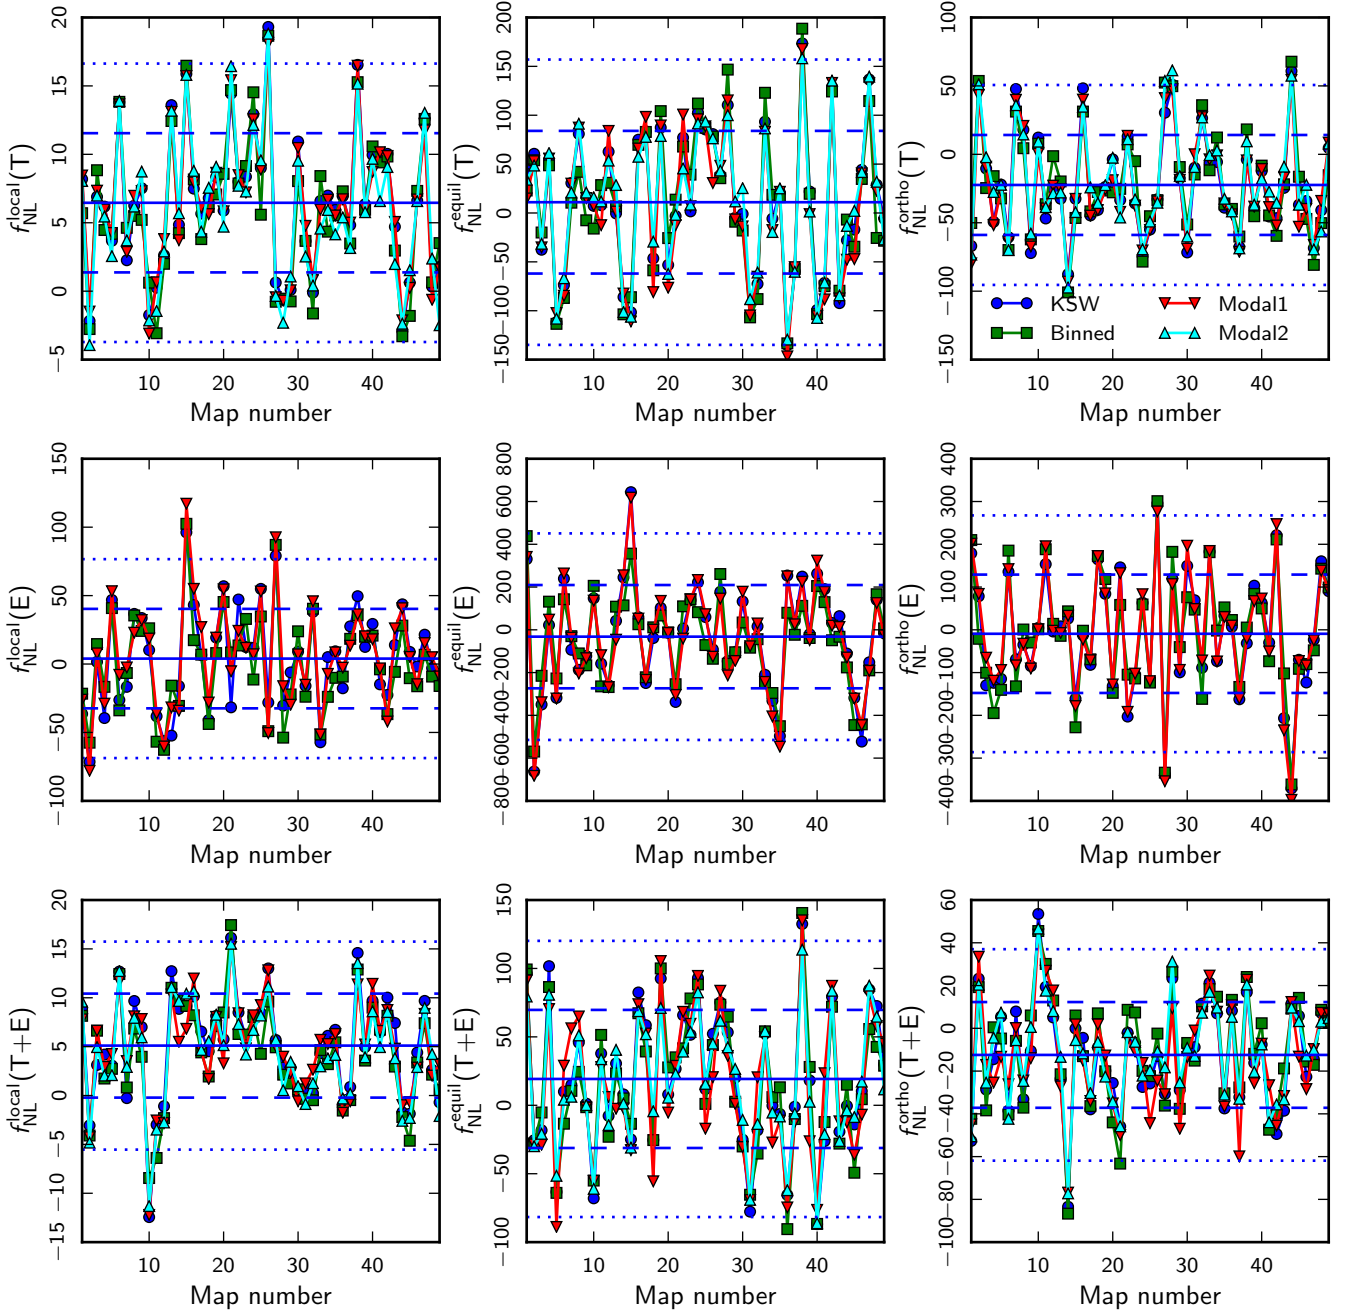 20
15
10
5
0
−5
f_NL^local(T)
10 20 30 40
Map number
200
150
100
50
0
−50
−100
−150
f_NL^equil(T)
10 20 30 40
Map number
100
50
0
−50
−100
−150
f_NL^ortho(T)
KSW
Binned
Modal1
Modal2
10 20 30 40
Map number
150
100
50
0
−50
−100
f_NL^local(E)
10 20 30 40
Map number
800
600
400
200
0
−200
−400
−600
−800
f_NL^equil(E)
10 20 30 40
Map number
400
300
200
100
0
−100
−200
−300
−400
f_NL^ortho(E)
10 20 30 40
Map number
20
15
10
5
0
−5
−10
−15
f_NL^local(T+E)
10 20 30 40
Map number
150
100
50
0
−50
−100
f_NL^equil(T+E)
10 20 30 40
Map number
60
40
20
0
−20
−40
−60
−80
−100
f_NL^ortho(T+E)
10 20 30 40
Map number